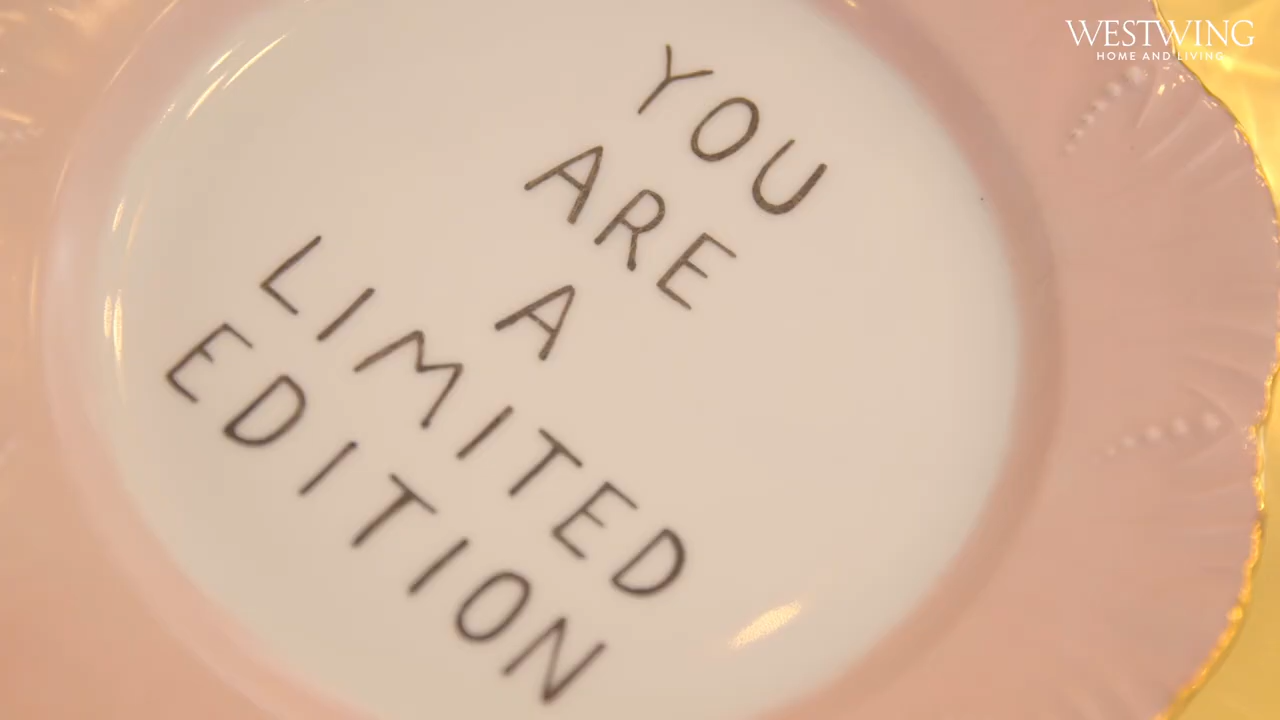 WESTWING
HOME AND LIVING
YOU
ARE
A
LIMITED
EDITION